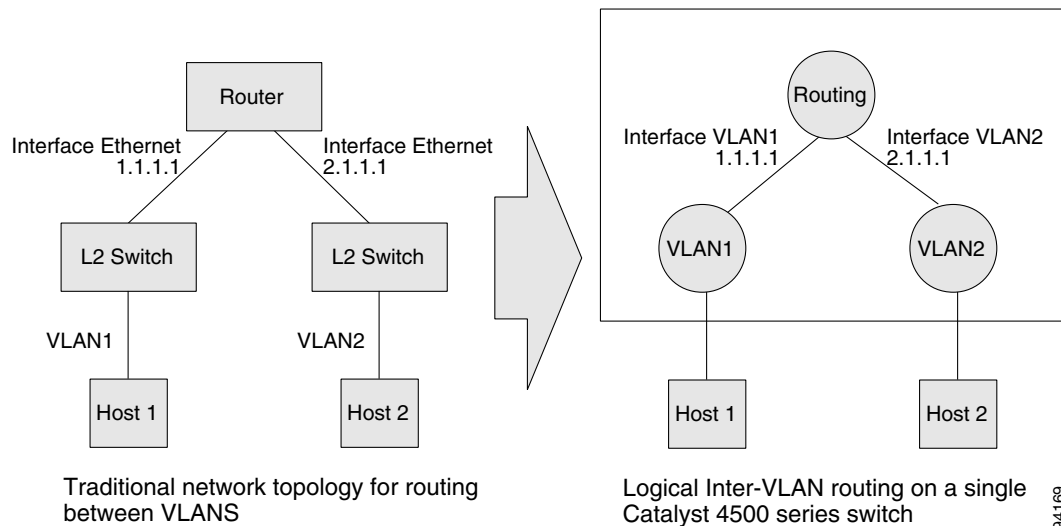 Router
Interface Ethernet
1.1.1.1
Interface Ethernet
2.1.1.1
L2 Switch
L2 Switch
VLAN1
VLAN2
Host 1
Host 2
Traditional network topology for routing
between VLANS
Routing
Interface VLAN1
1.1.1.1
Interface VLAN2
2.1.1.1
VLAN1
VLAN2
Host 1
Host 2
Logical Inter-VLAN routing on a single
Catalyst 4500 series switch